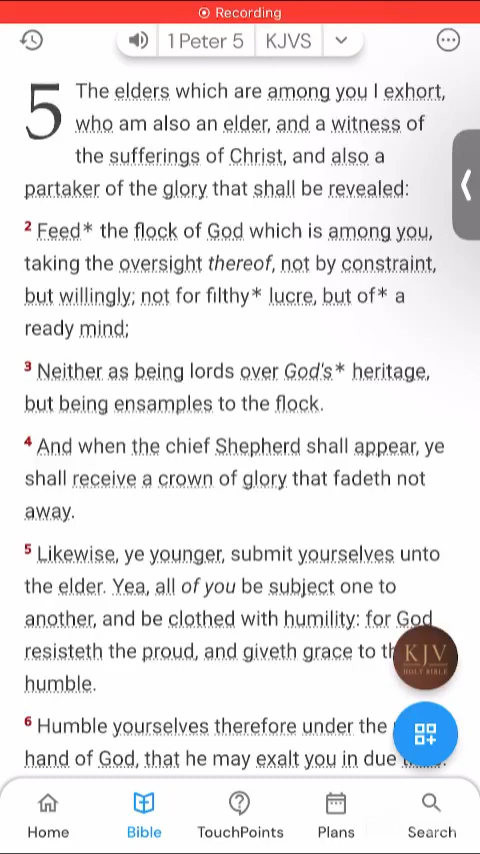 Recording
1 Peter 5 KJVS
5 The elders which are among you I exhort,
who am also an elder, and a witness of
the sufferings of Christ, and also a
partaker of the glory that shall be revealed:
2 Feed* the flock of God which is among you,
taking the oversight thereof, not by constraint,
but willingly; not for filthy* lucre, but of* a
ready mind;
3 Neither as being lords over God's* heritage,
but being ensamples to the flock.
4 And when the chief Shepherd shall appear, ye
shall receive a crown of glory that fadeth not
away.
5 Likewise, ye younger, submit yourselves unto
the elder. Yea, all of you be subject one to
another, and be clothed with humility: for God
resisteth the proud, and giveth grace to
humble.
KJV
HOLY BIBLE
6 Humble yourselves therefore under the
hand of God, that he may exalt you in due
Home Bible TouchPoints Plans Search